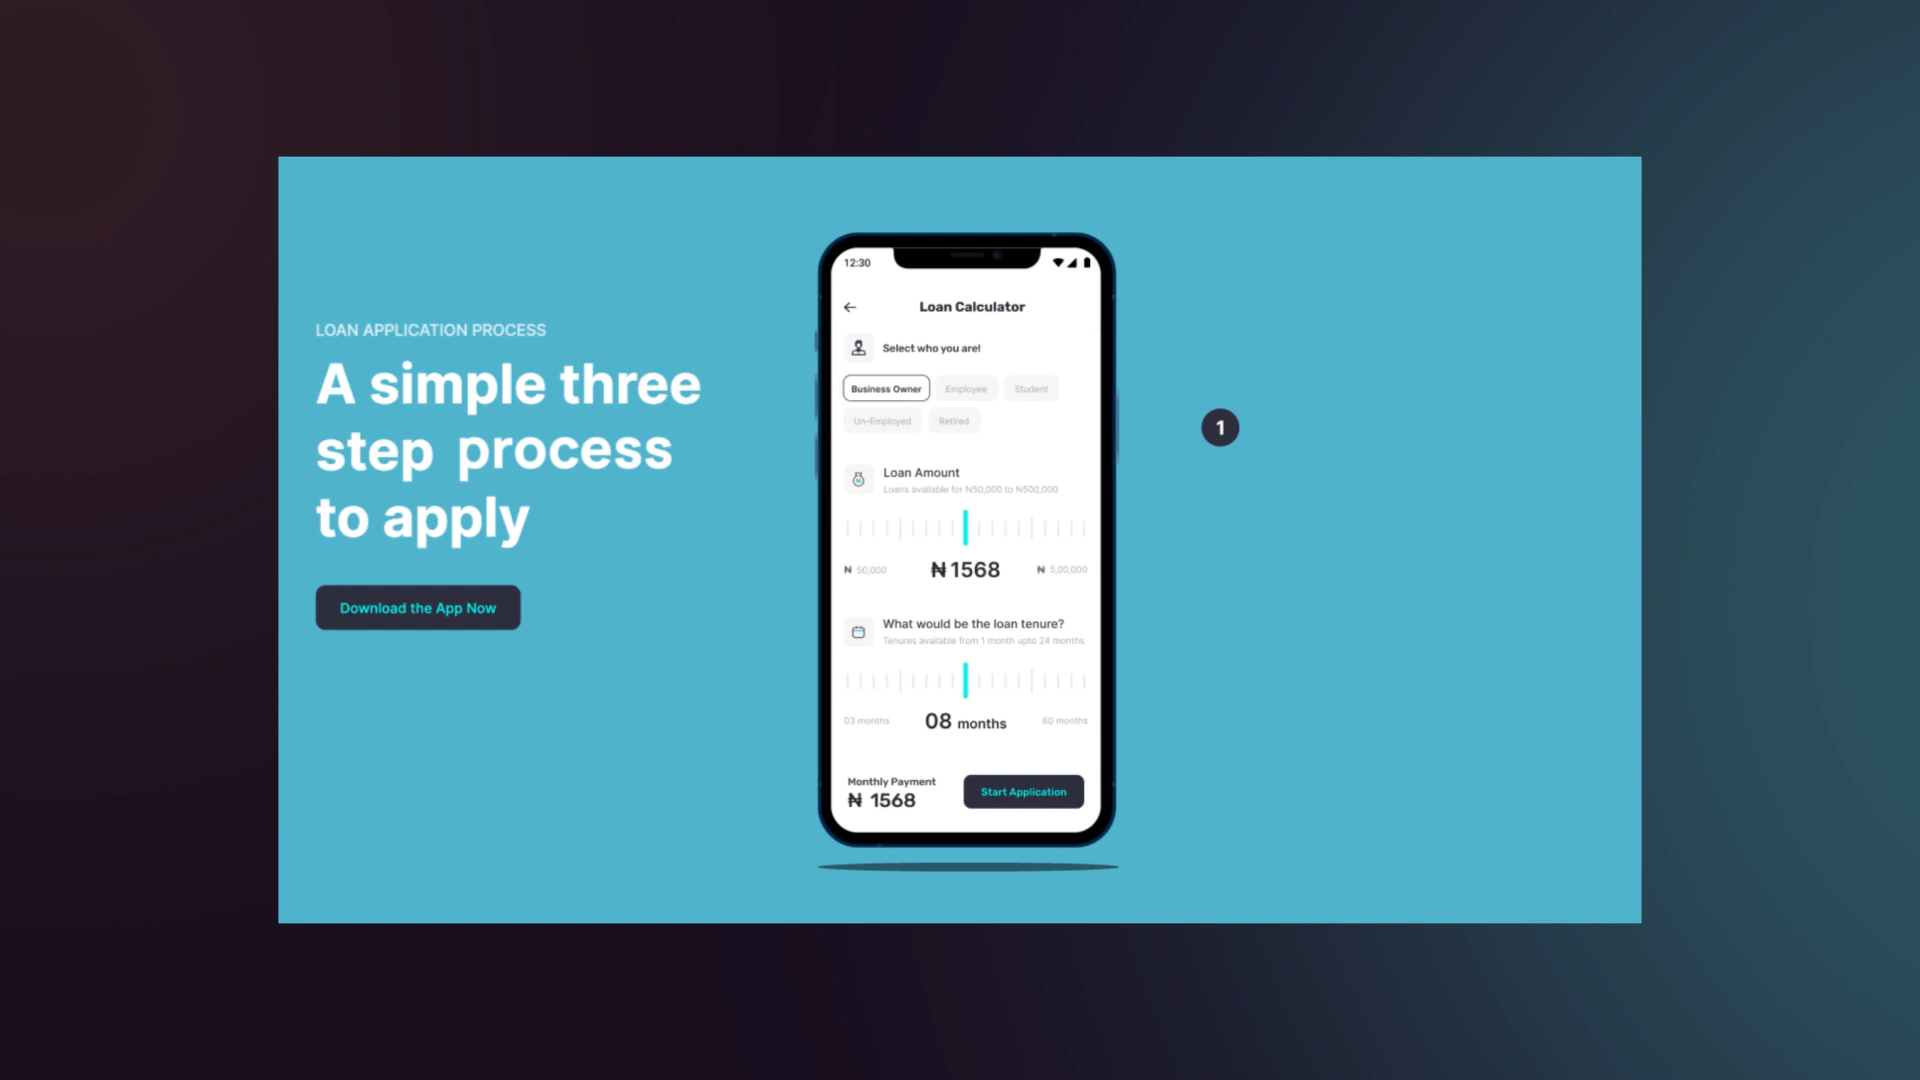 LOAN APPLICATION PROCESS
A simple three
step process
to apply
Download the App Now
12:30
Loan Calculator
Select who you are!
Business Owner Employee Student
Un-Employed Retired
Loan Amount
Loans available for N50,000 to N500,000
₦ 50,000 ₦ 1568 ₦ 5,00,000
What would be the loan tenure?
Tenures available from 1 month upto 24 months
03 months 08 months 60 months
Monthly Payment
₦ 1568
Start Application
1